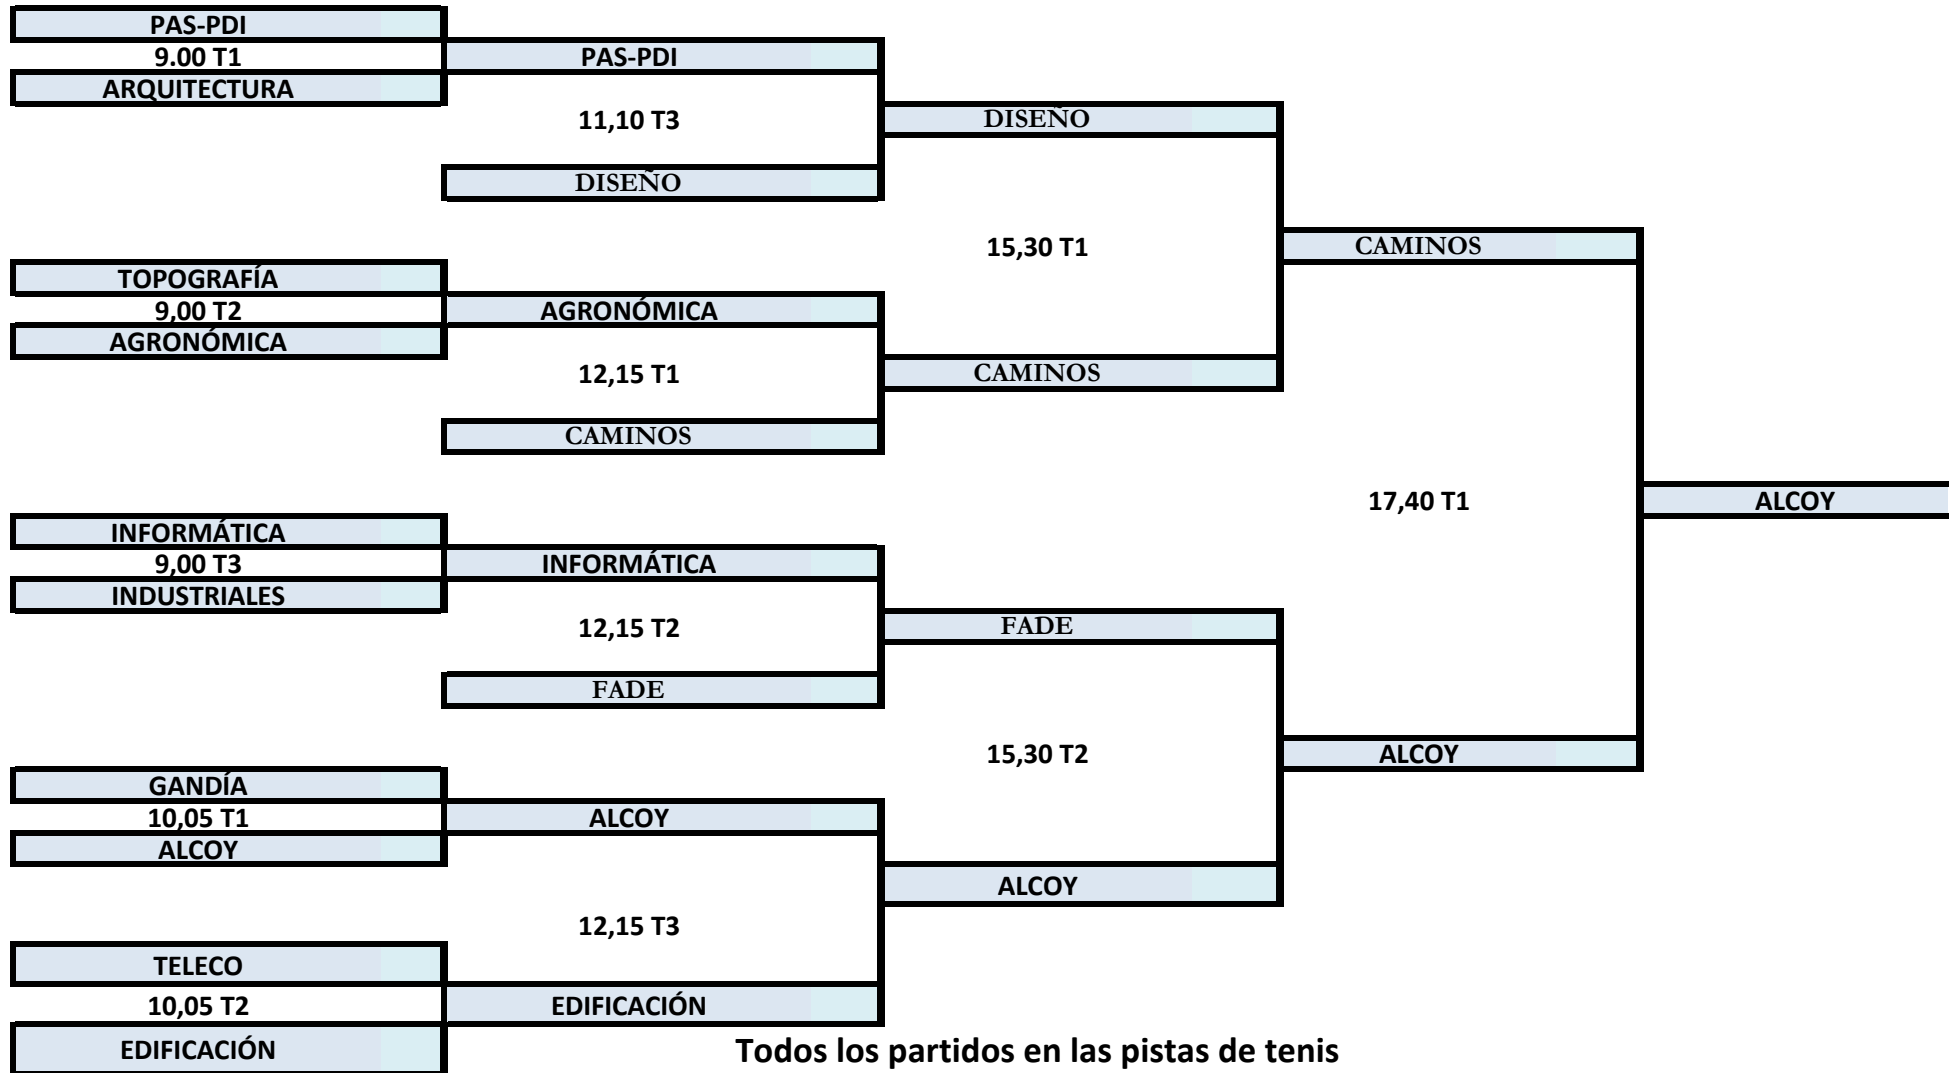 PAS-PDI
9.00 T1
PAS-PDI
ARQUITECTURA
11,10 T3
DISEÑO
DISEÑO
15,30 T1
CAMINOS
TOPOGRAFÍA
9,00 T2
AGRONÓMICA
AGRONÓMICA
12,15 T1
CAMINOS
CAMINOS
17,40 T1
ALCOY
INFORMÁTICA
9,00 T3
INFORMÁTICA
INDUSTRIALES
12,15 T2
FADE
FADE
15,30 T2
ALCOY
GANDÍA
10,05 T1
ALCOY
ALCOY
ALCOY
12,15 T3
TELECO
10,05 T2
EDIFICACIÓN
EDIFICACIÓN
Todos los partidos en las pistas de tenis